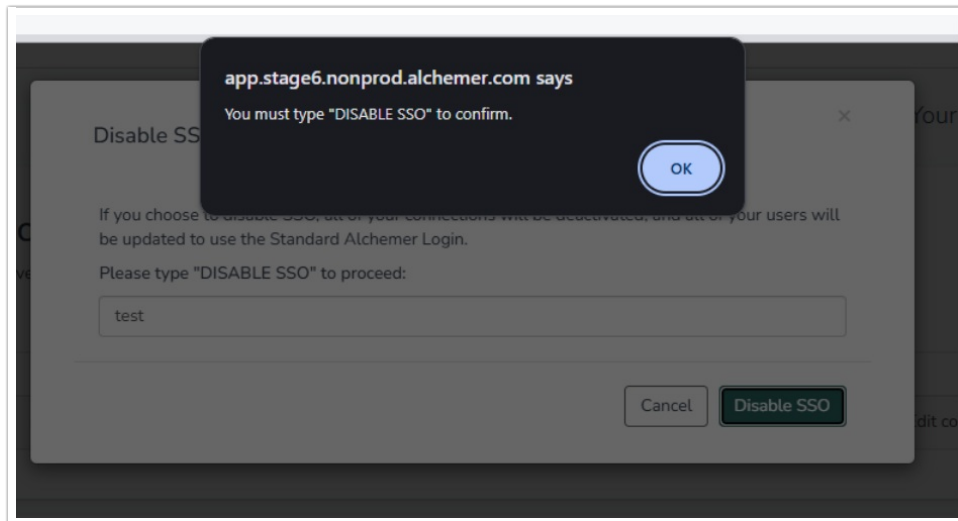 app.stage6.nonprod.alchemer.com says
You must type "DISABLE SSO" to confirm.
OK
Disable SS
×
Your
If you choose to disable SSO, all of your connections will be deactivated, and all of your users will
be updated to use the Standard Alchemer Login.
Please type "DISABLE SSO" to proceed:
test
Cancel
Disable SSO
dit co